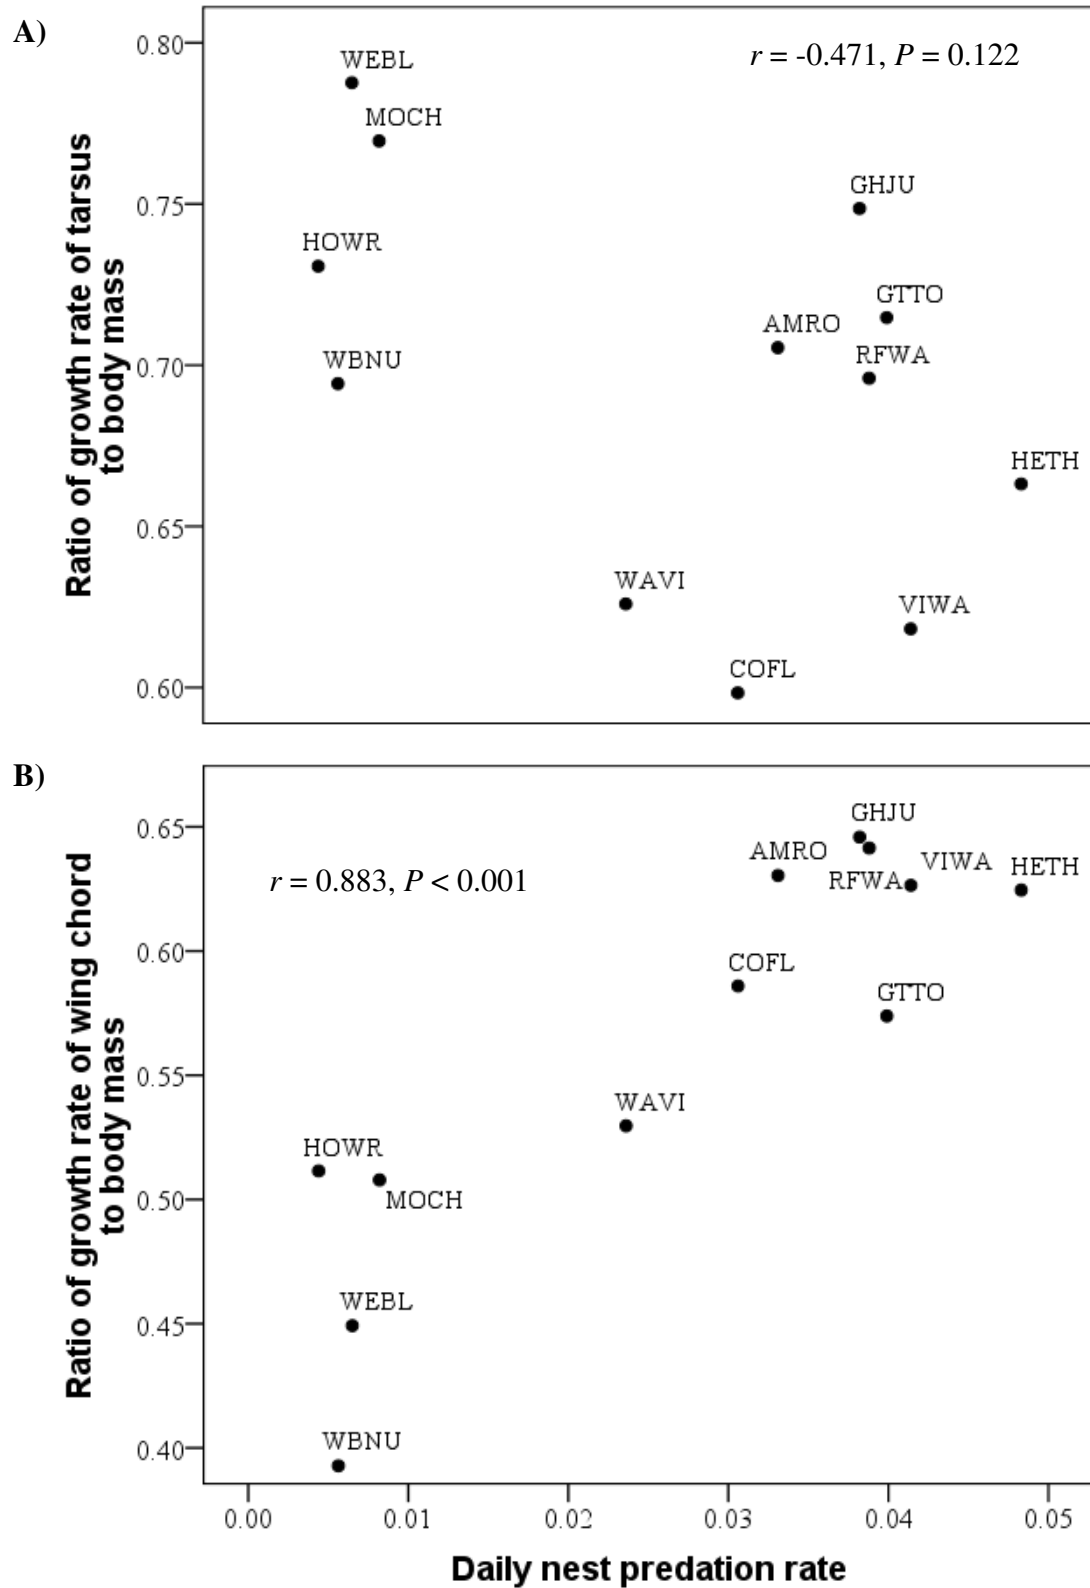 A)
r = -0.471, P = 0.122
Ratio of growth rate of tarsus
to body mass
0.80
0.75
0.70
0.65
0.60
WEBL
MOCH
GHJU
HOWR
GTTO
AMRO
WBNU
RFWA
HETH
WAVI
VIWA
COFL
B)
r = 0.883, P < 0.001
Ratio of growth rate of wing chord
to body mass
0.65
0.60
0.55
0.50
0.45
0.40
GHJU
AMRO
VIWA
HETH
RFWA
COFL
GTTO
WAVI
HOWR
MOCH
WEBL
WBNU
0.00 0.01 0.02 0.03 0.04 0.05
Daily nest predation rate